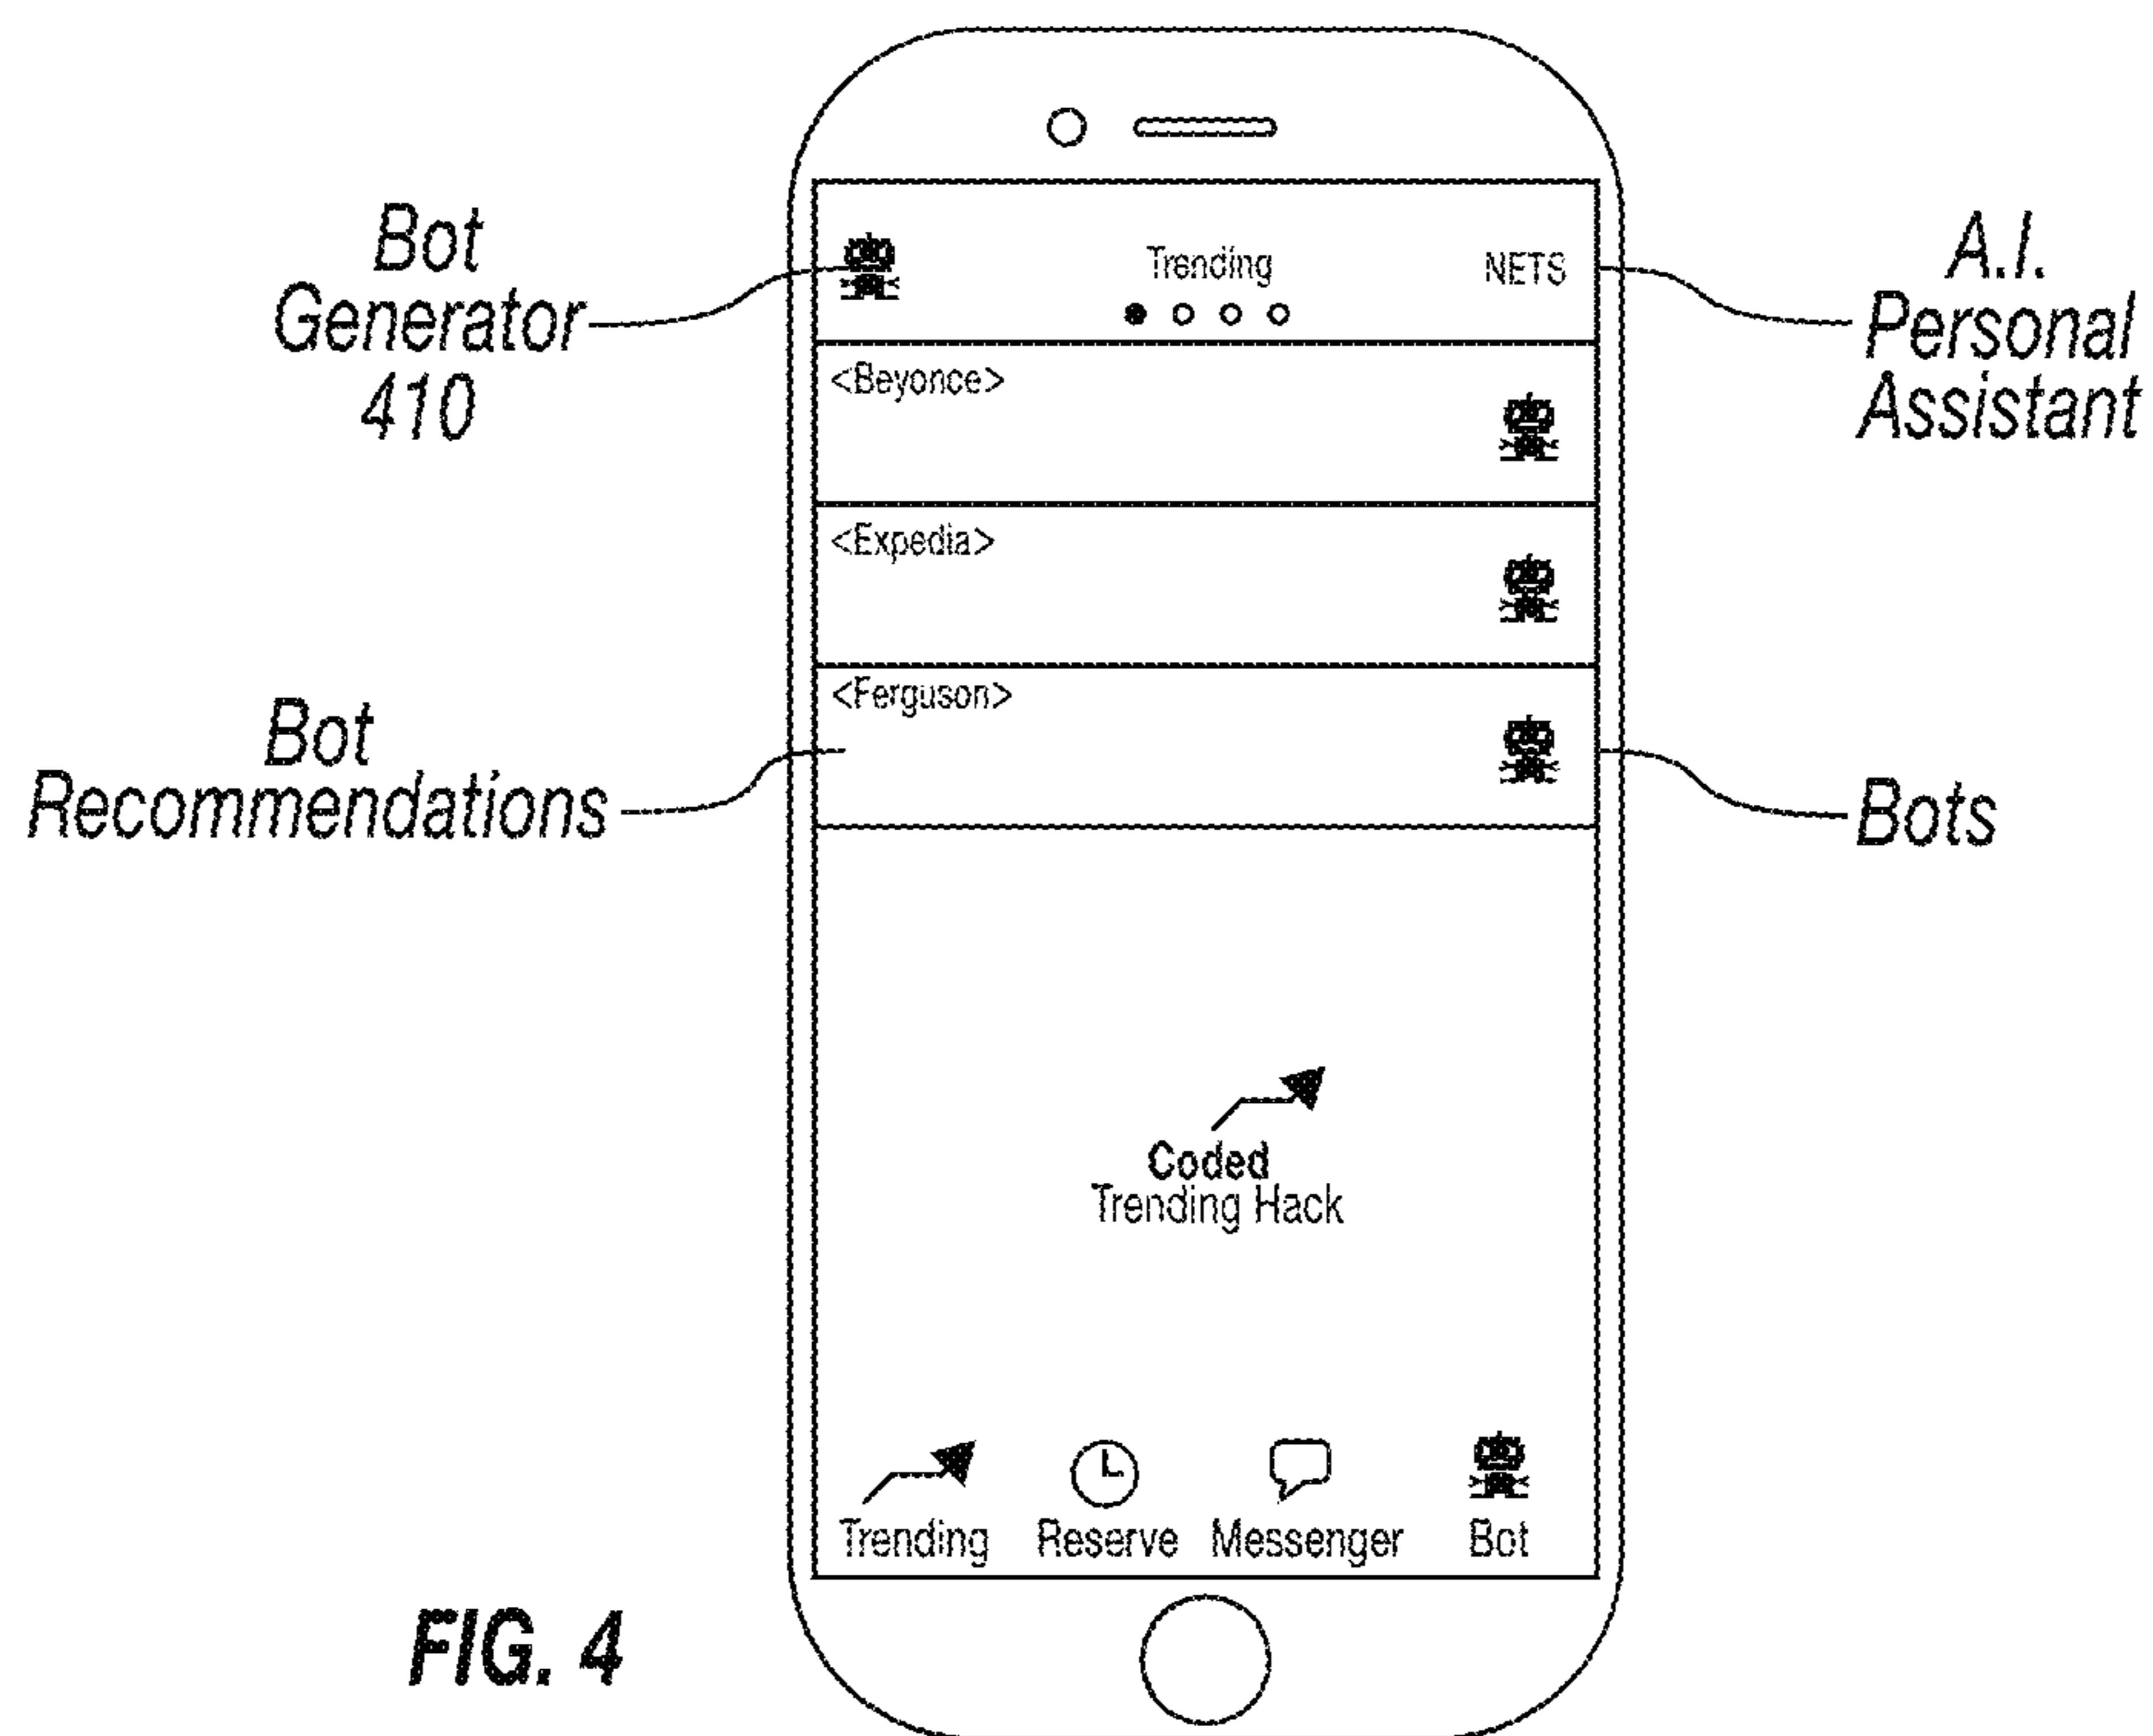 Bot
Generator
410
A.I.
Personal
Assistant
Trending
NETS
<Beyonce>
<Expedia>
<Ferguson>
Bot
Recommendations
Bots
Coded
Trending Hack
Trending
Reserve
Messenger
Bot
FIG. 4